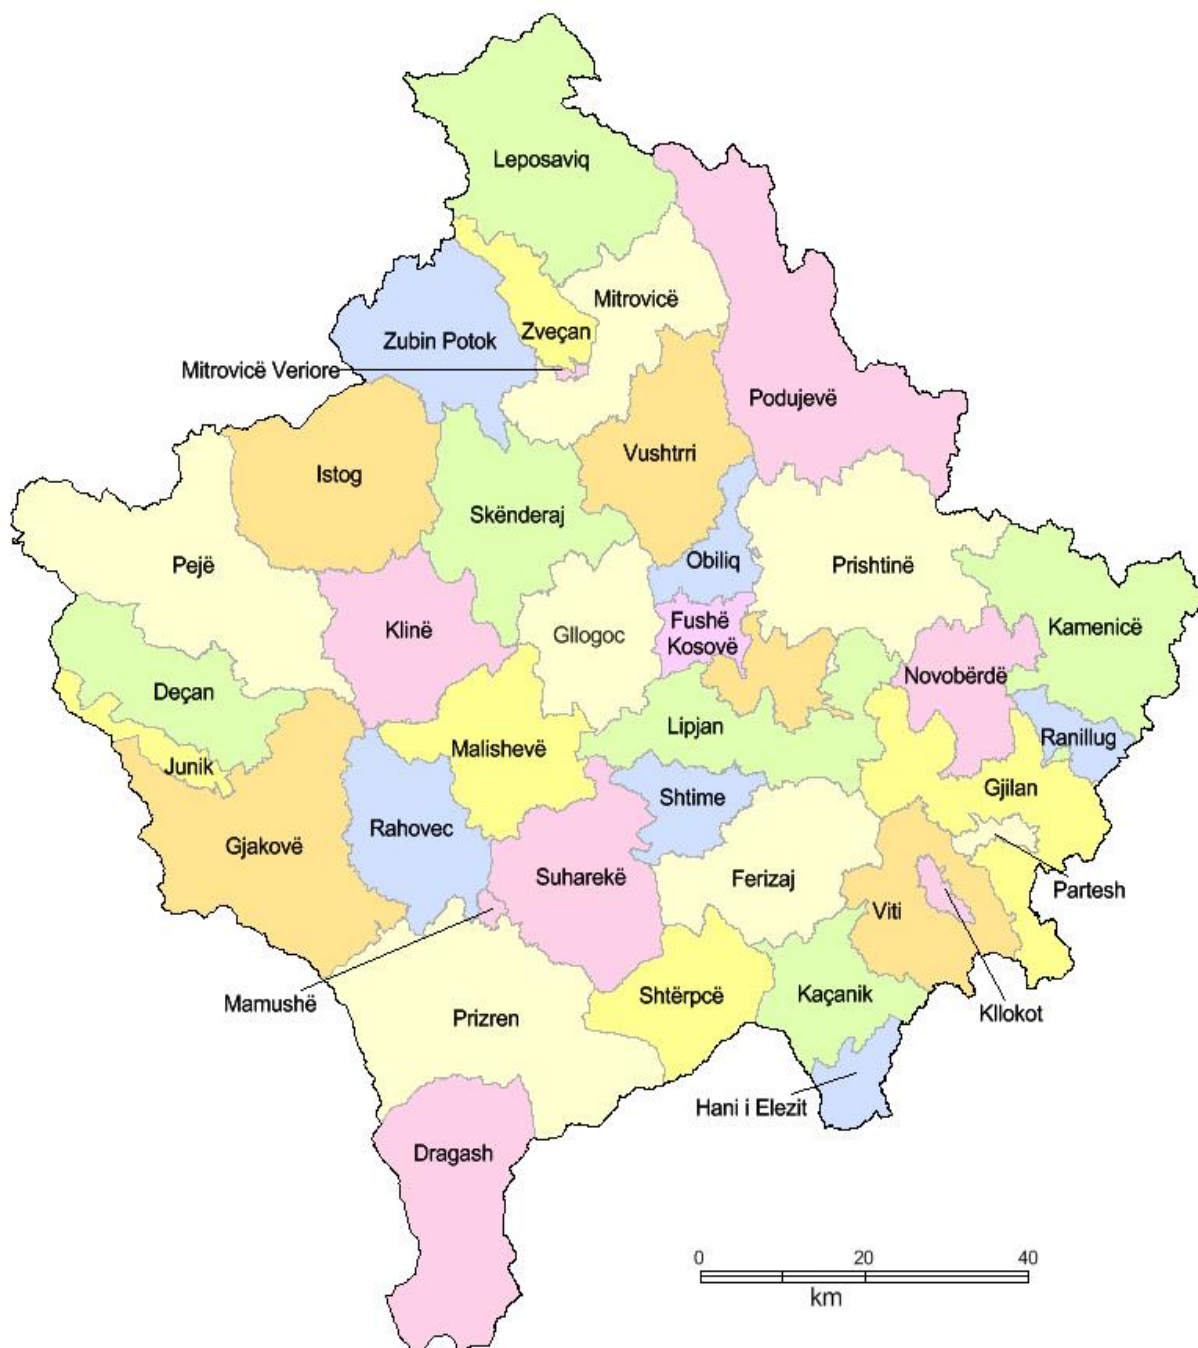 Leposaviq
Mitrovicë
Zveçan
Zubin Potok
Mitrovicë Veriore
Podujevë
Vushtrri
Istog
Skënderaj
Obiliq
Prishtinë
Pejë
Gllogoc
Fushë
Kosovë
Klinë
Kamenicë
Novobërdë
Deçan
Lipjan
Ranillug
Malishevë
Junik
Shtime
Gjilan
Rahovec
Gjakovë
Suharekë
Ferizaj
Partesh
Viti
Mamushë
Shtërpcë
Kaçanik
Kllokot
Prizren
Hani i Elezit
Dragash
0 20 40
km